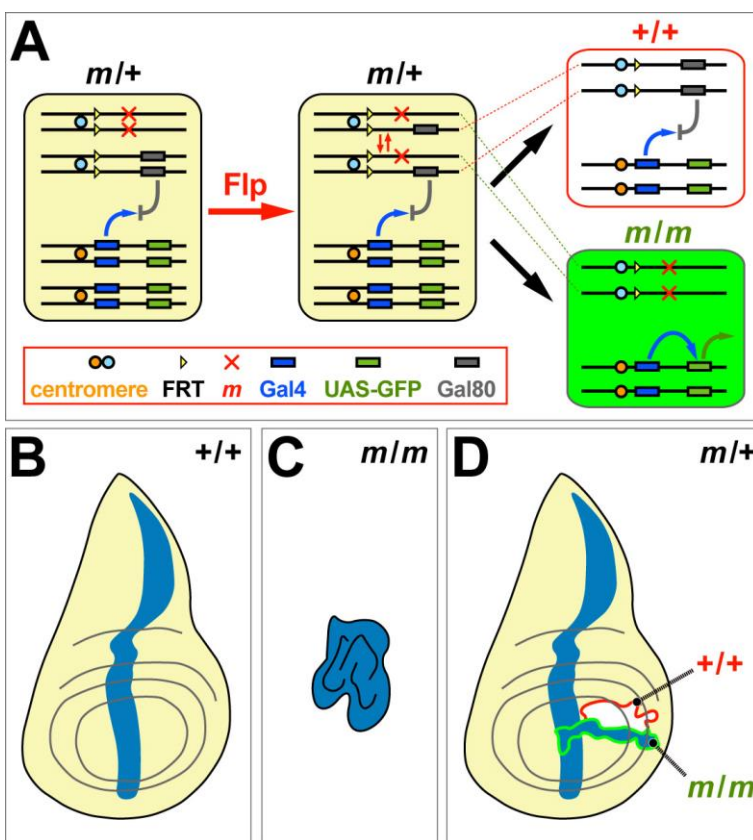 A
m/+
m/+
+/+
Flp
m/m
centromere
FRT
m
Gal4
UAS-GFP
Gal80
B
+/+
C
m/m
D
m/+
+/+
m/m